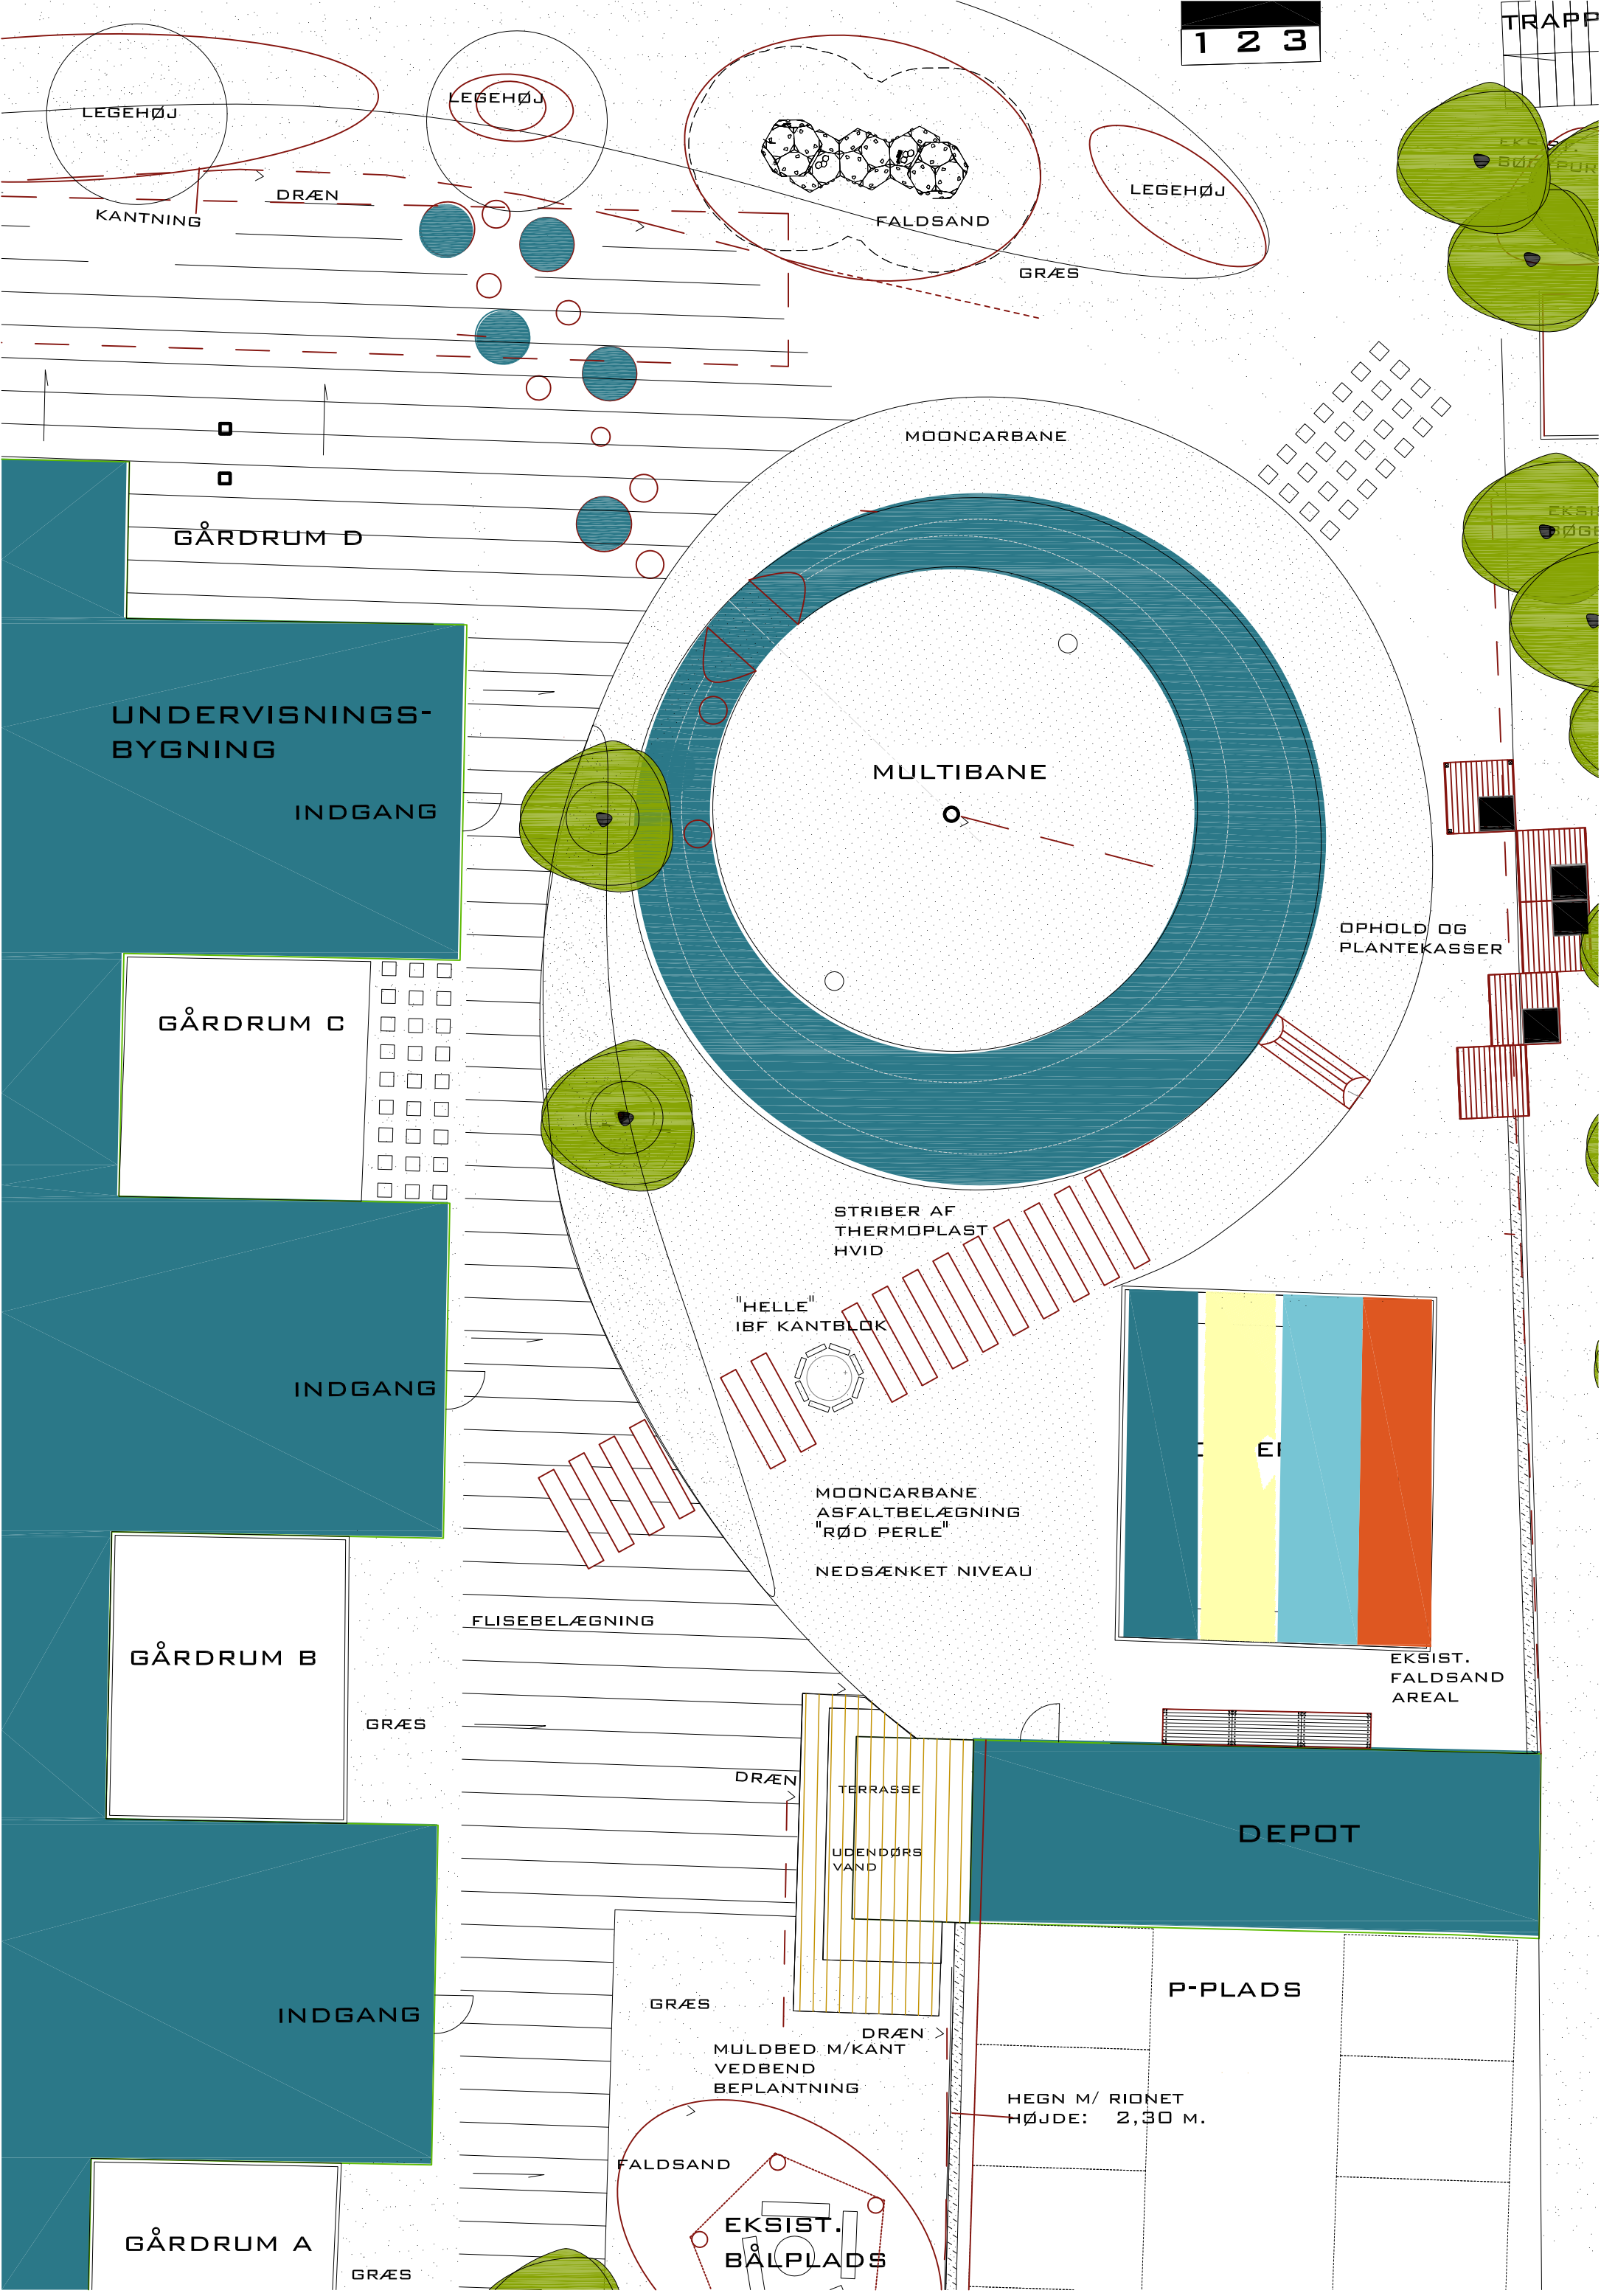 1 2 3
TRAPP
LEGEHØJ
LEGEHØJ
EKSIST.
LEGEHØJ
DRÆN
KANTNING
FALDSAND
GRÆS
MOONCARBANE
EKSI
BØGE
GÅRDRUM D
UNDERVISNINGS-
BYGNING
MULTIBANE
INDGANG
OPHOLD OG
PLANTEKASSER
GÅRDRUM C
STRIBER AF
THERMOPLAST
HVID
"HELLE"
IBF KANTBLOK
INDGANG
MOONCARBANE
ASFALTBELÆGNING
"RØD PERLE"
NEDSÆNKET NIVEAU
FLISEBELÆGNING
GÅRDRUM B
EKSIST.
FALDSAND
AREAL
GRÆS
DRÆN
TERRASSE
DEPOT
UDENDØRS
VAND
P-PLADS
GRÆS
INDGANG
DRÆN
MULDBED M/KANT
VEDBEND
BEPLANTNING
HEGN M/ RIONET
HØJDE: 2,30 M.
FALDSAND
EKSIST.
BÅLPLADS
GÅRDRUM A
GRÆS